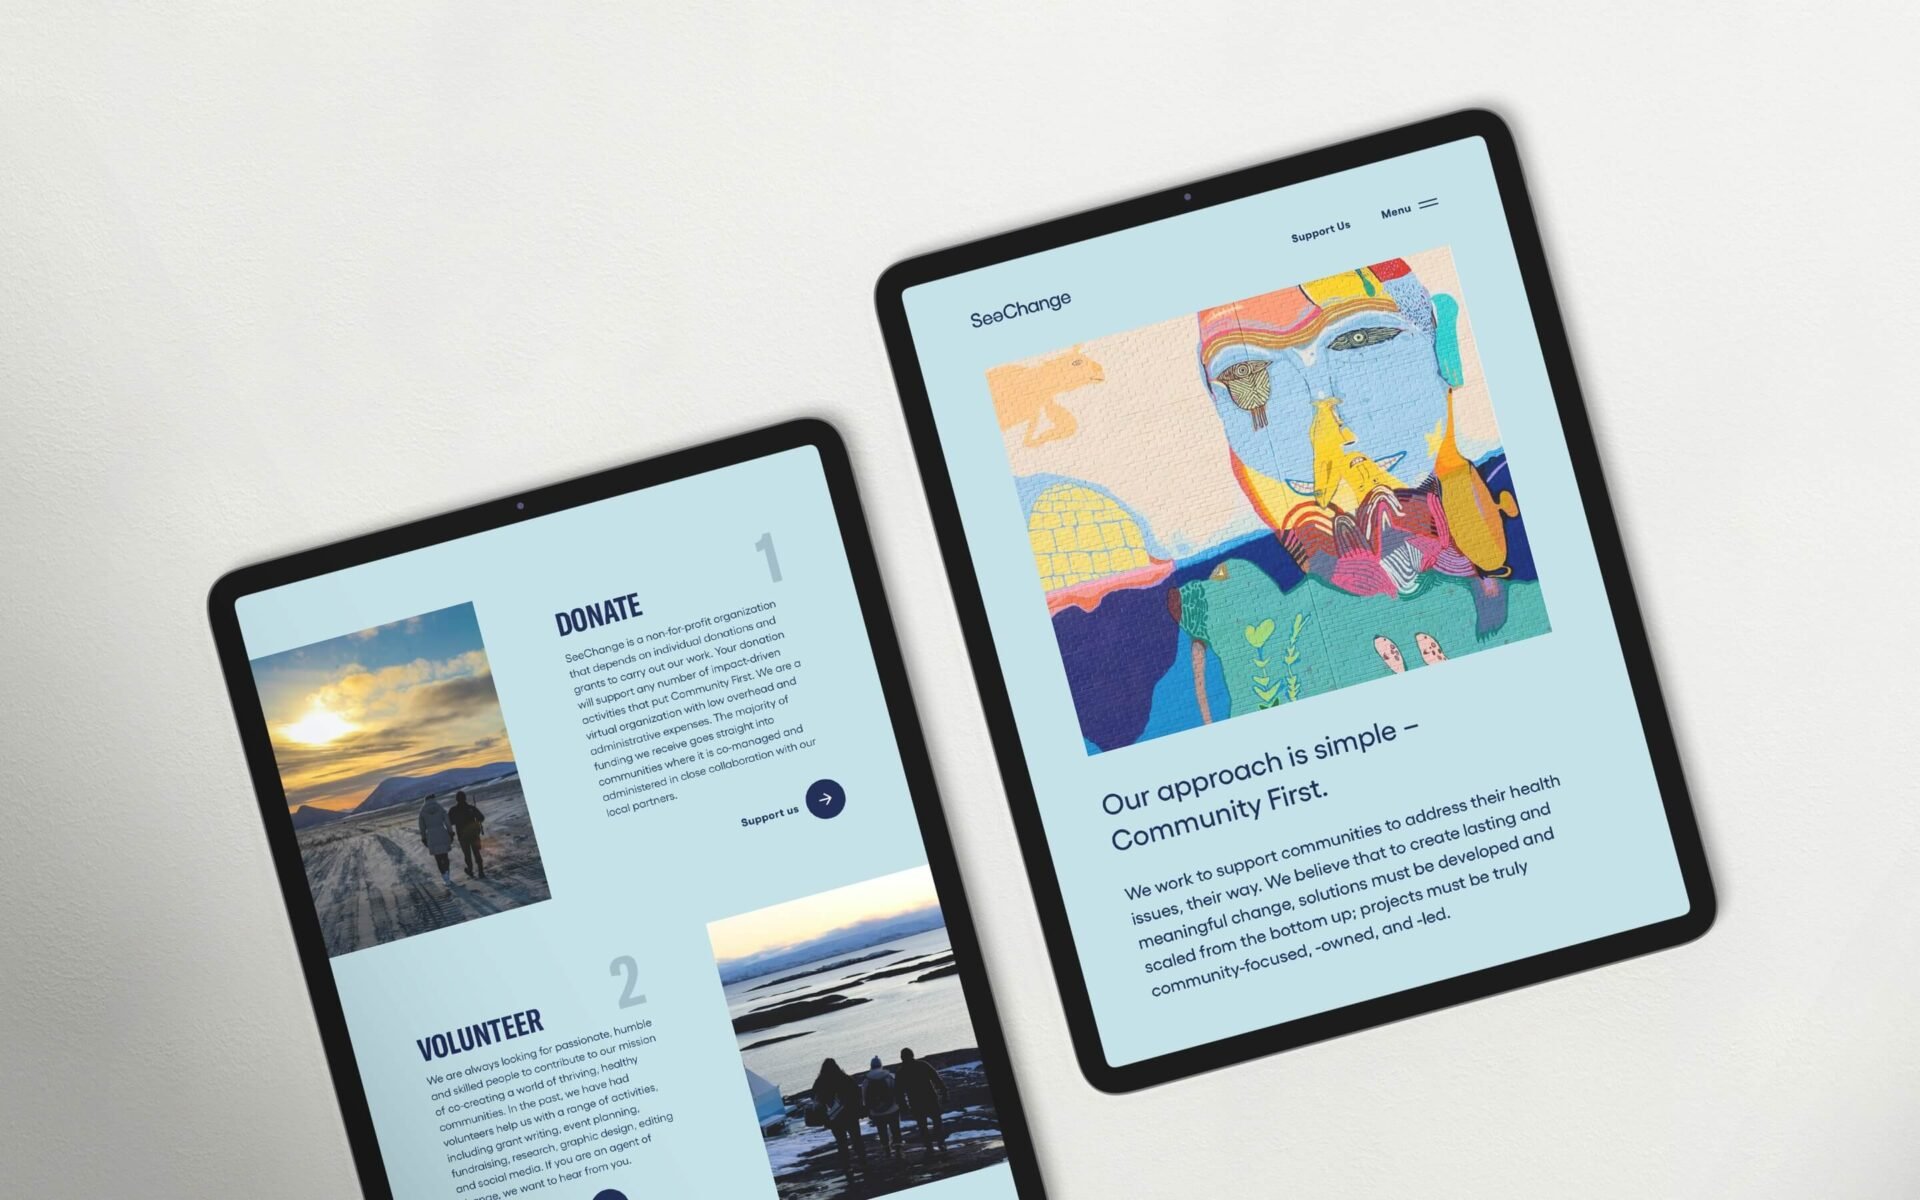 1
DONATE
SeeChange is a non-for-profit organization
that depends on individual donations and
grants to carry out our work. Your donation
will support any number of impact-driven
activities that put Community First. We are a
virtual organization with low overhead and
administrative expenses. The majority of
funding we receive goes straight into
communities where it is co-managed and
administered in close collaboration with our
local partners.
Support us
2
VOLUNTEER
We are always looking for passionate, humble
and skilled people to contribute to our mission
of co-creating a world of thriving, healthy
communities. In the past, we have had
volunteers help us with a range of activities,
including grant writing, event planning,
fundraising, research, graphic design, editing
and social media. If you are an agent of
we want to hear from you.
Support Us
Menu
SeəChange
Our approach is simple –
Community First.
We work to support communities to address their health
issues, their way. We believe that to create lasting and
meaningful change, solutions must be developed and
scaled from the bottom up; projects must be truly
community-focused, -owned, and -led.